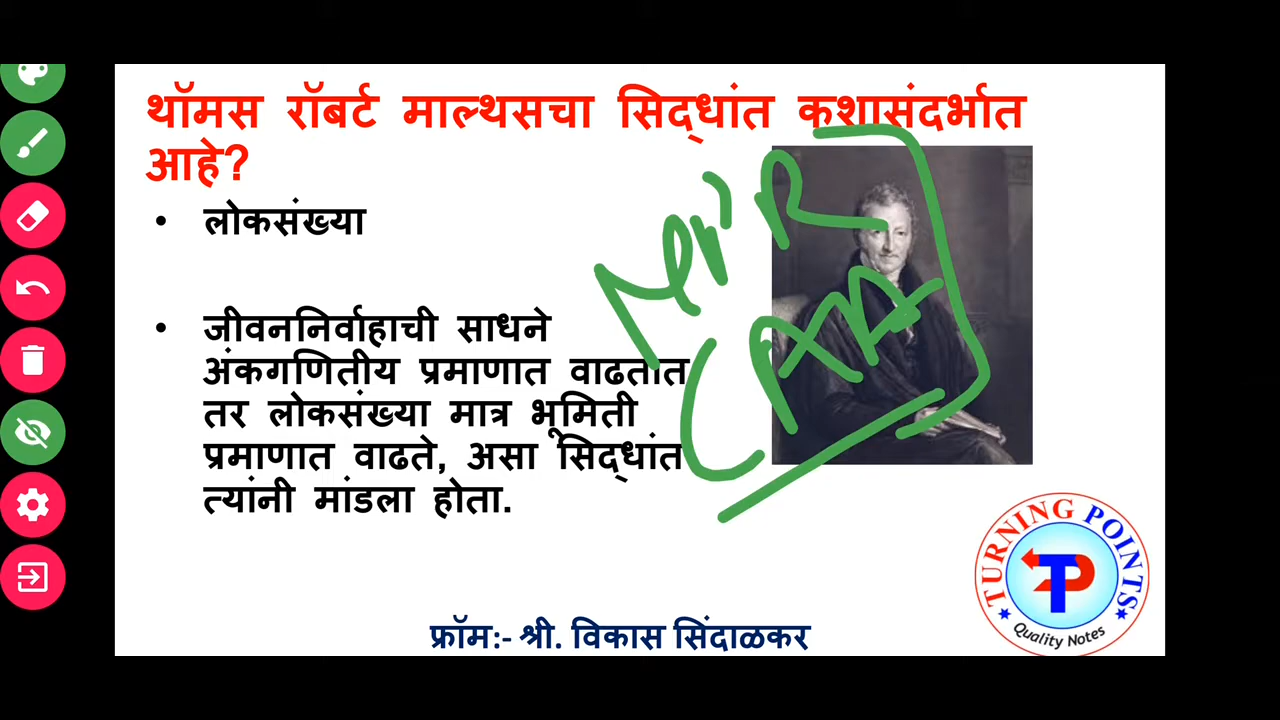 थॉमस रॉबर्ट माल्थसचा सिद्धांत कशासंदर्भात
आहे?
• लोकसंख्या
• जीवननिर्वाहाची साधने
अंकगणितीय प्रमाणात वाढतात
तर लोकसंख्या मात्र भूमिती
प्रमाणात वाढते, असा सिद्धांत
त्यांनी मांडला होता.
TURNING POINTS
TP
Quality Notes
फ्रॉम:- श्री. विकास सिंदाळकर